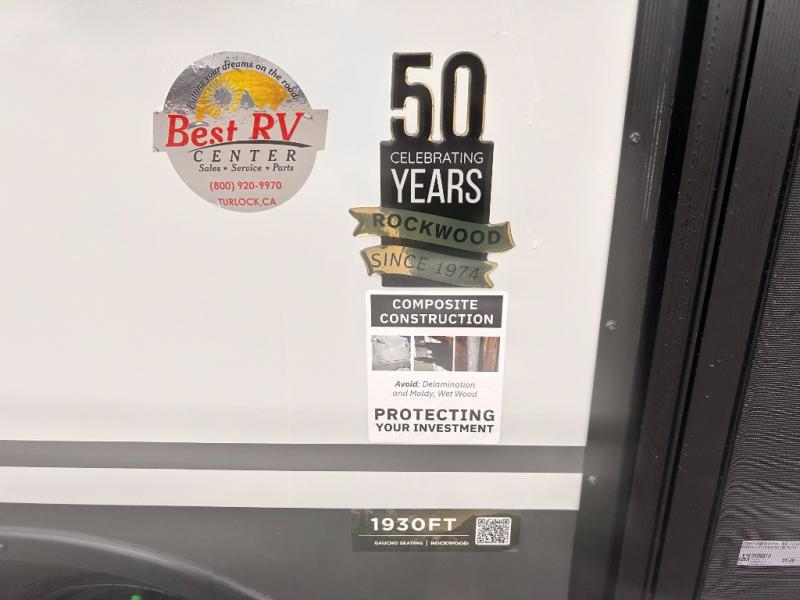 Putting your dreams on the road!
Best RV
CENTER
Sales • Service • Parts
(800) 920-9970
TURLOCK, CA
50
CELEBRATING
YEARS
ROCKWOOD
SINCE 1974
COMPOSITE
CONSTRUCTION
Avoid: Delamination
and Moldy, Wet Wood
PROTECTING
YOUR INVESTMENT
1930FT
GAUCHO SEATING | ROCKWOOD